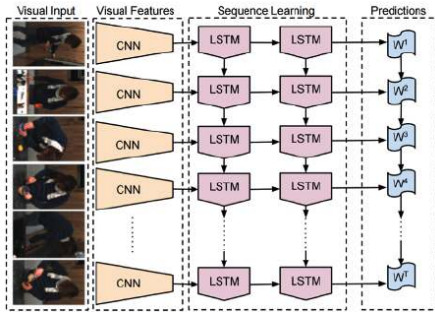 Visual Input Visual Features Sequence Learning Predictions
CNN LSTM LSTM W¹
CNN LSTM LSTM W²
CNN LSTM LSTM W³
CNN LSTM LSTM W⁴
CNN LSTM LSTM Wᵀ